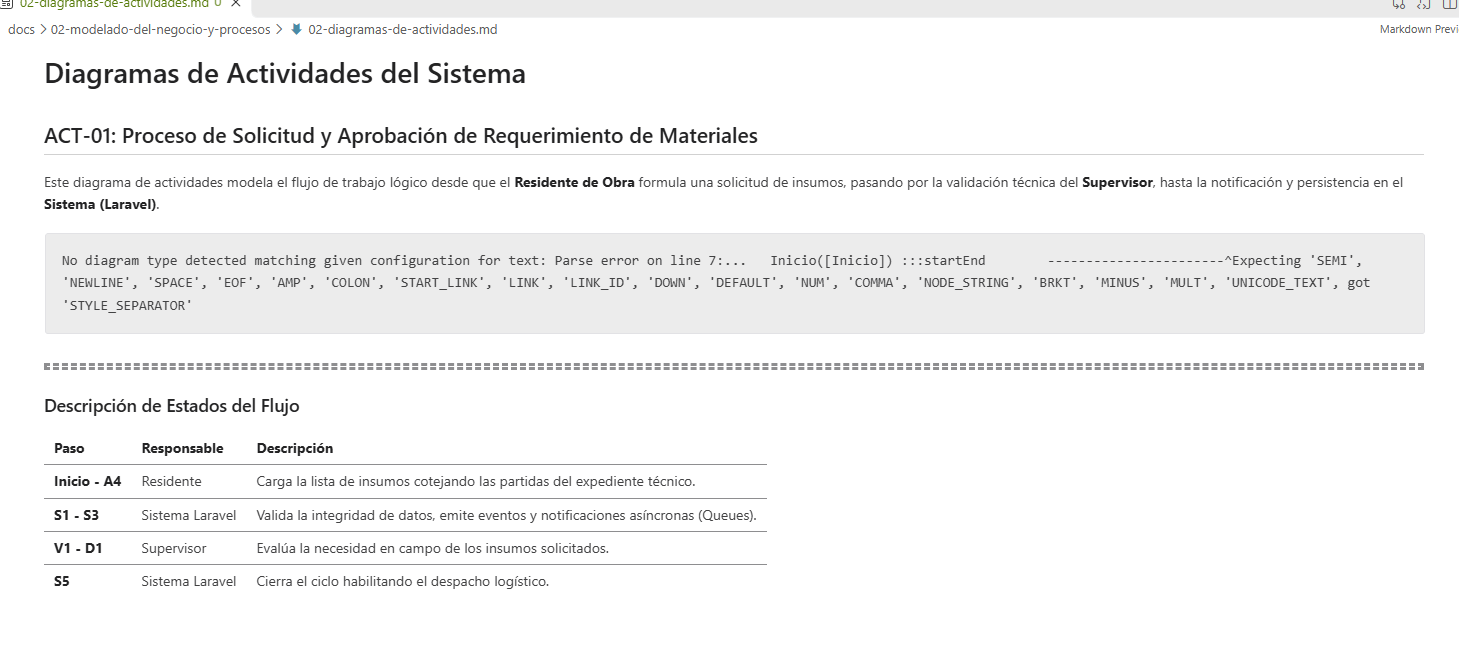 02-diagramas-de-actividades.md U ×
docs > 02-modelado-del-negocio-y-procesos > 02-diagramas-de-actividades.md
Markdown Previ
Diagramas de Actividades del Sistema
ACT-01: Proceso de Solicitud y Aprobación de Requerimiento de Materiales
Este diagrama de actividades modela el flujo de trabajo lógico desde que el Residente de Obra formula una solicitud de insumos, pasando por la validación técnica del Supervisor, hasta la notificación y persistencia en el
Sistema (Laravel).
No diagram type detected matching given configuration for text: Parse error on line 7:...   Inicio([Inicio]) :::startEnd        -----------------------^Expecting 'SEMI',
'NEWLINE', 'SPACE', 'EOF', 'AMP', 'COLON', 'START_LINK', 'LINK', 'LINK_ID', 'DOWN', 'DEFAULT', 'NUM', 'COMMA', 'NODE_STRING', 'BRKT', 'MINUS', 'MULT', 'UNICODE_TEXT', got
'STYLE_SEPARATOR'
Descripción de Estados del Flujo
Paso Responsable Descripción
Inicio - A4 Residente Carga la lista de insumos cotejando las partidas del expediente técnico.
S1 - S3 Sistema Laravel Valida la integridad de datos, emite eventos y notificaciones asíncronas (Queues).
V1 - D1 Supervisor Evalúa la necesidad en campo de los insumos solicitados.
S5 Sistema Laravel Cierra el ciclo habilitando el despacho logístico.